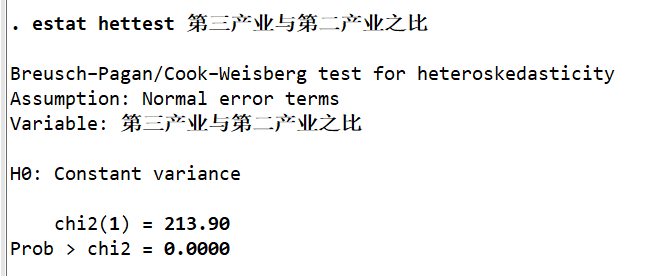 . estat hettest 第三产业与第二产业之比
Breusch–Pagan/Cook–Weisberg test for heteroskedasticity
Assumption: Normal error terms
Variable: 第三产业与第二产业之比
H0: Constant variance
chi2(1) = 213.90
Prob > chi2 = 0.0000